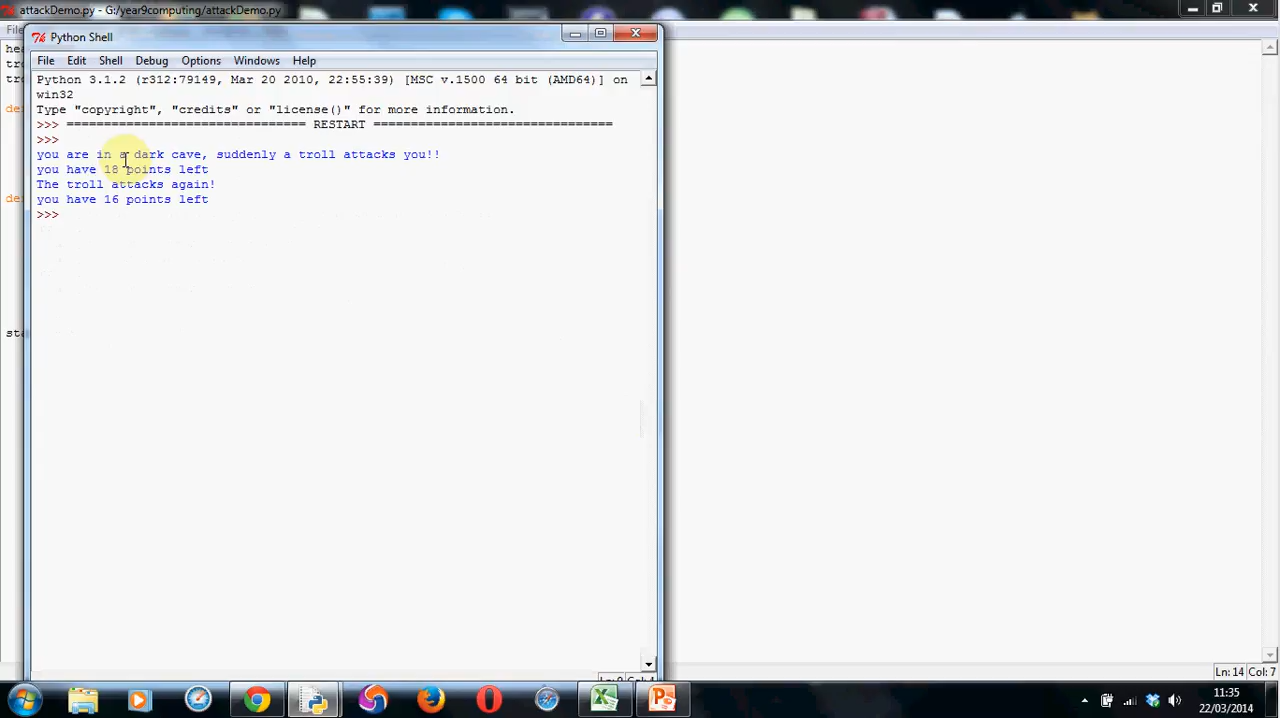 attackDemo.py - G:/year9computing/attackDemo.py
Python Shell
File Edit Shell Debug Options Windows Help
Python 3.1.2 (r312:79149, Mar 20 2010, 22:55:39) [MSC v.1500 64 bit (AMD64)] on
win32
Type "copyright", "credits" or "license()" for more information.
>>> ================================ RESTART ================================
>>>
you are in a dark cave, suddenly a troll attacks you!!
you have 18 points left
The troll attacks again!
you have 16 points left
>>>
Ln: 14 Col: 7
11:35
22/03/2014